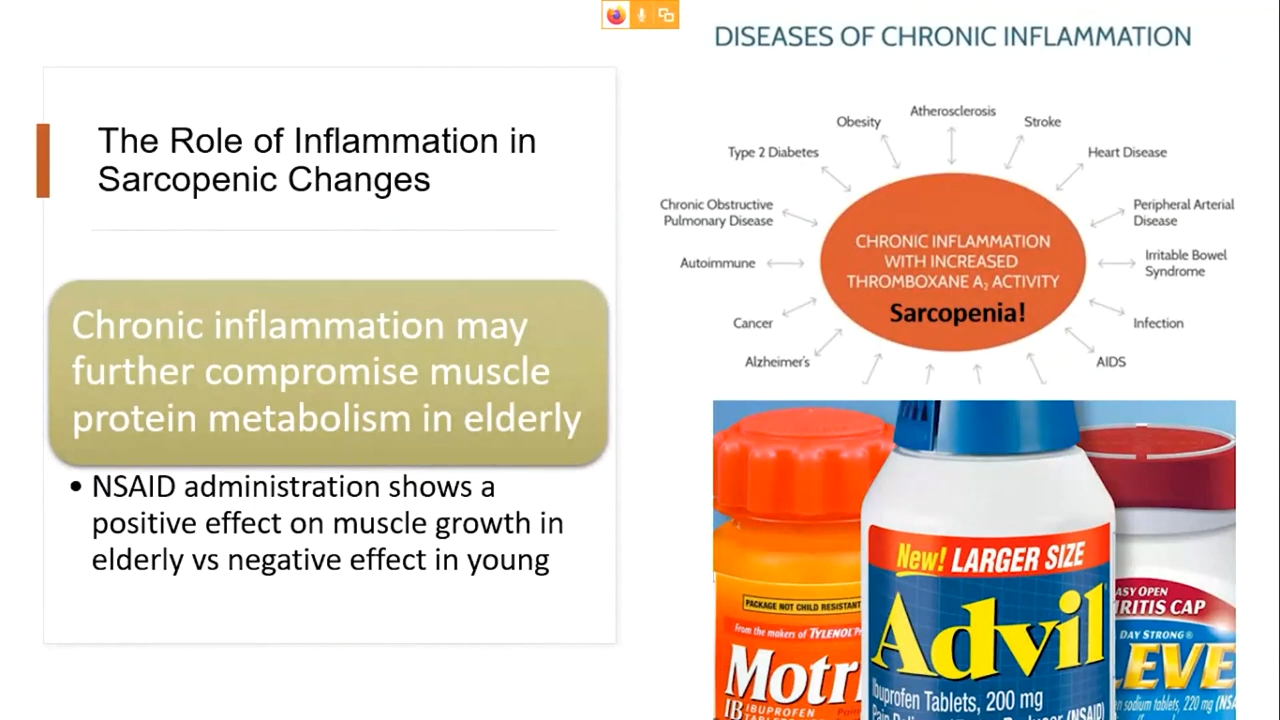 The Role of Inflammation in
Sarcopenic Changes
Chronic inflammation may
further compromise muscle
protein metabolism in elderly
• NSAID administration shows a
positive effect on muscle growth in
elderly vs negative effect in young
DISEASES OF CHRONIC INFLAMMATION
Atherosclerosis
Obesity
Stroke
Type 2 Diabetes
Heart Disease
Chronic Obstructive
Pulmonary Disease
Peripheral Arterial
Disease
Autoimmune
Irritable Bowel
Syndrome
Cancer
Infection
Alzheimer's
AIDS
CHRONIC INFLAMMATION
WITH INCREASED
THROMBOXANE A₂ ACTIVITY
Sarcopenia!
PACKAGE NOT CHILD RESISTANT
From the makers of TYLENOL
Motri
IB IBUPROFEN
New! LARGER SIZE
Advil
Ibuprofen Tablets, 200 mg
(NSAID)
ASY OPEN
RITIS CAP
DAY STRONG®
LEVE
n sodium tablets, 220 mg (NSA